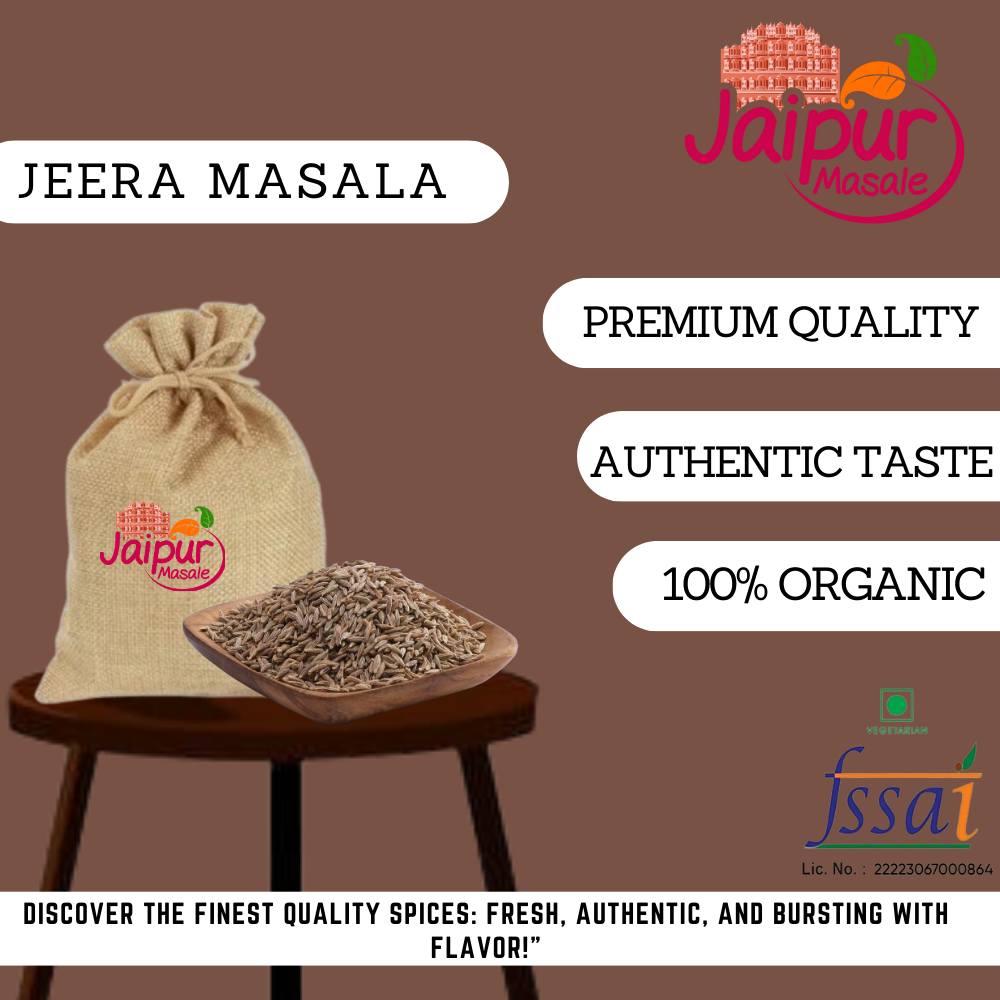 Jaipur
Masale
JEERA MASALA
PREMIUM QUALITY
AUTHENTIC TASTE
100% ORGANIC
Jaipur
Masale
VEGETARIAN
fssai
Lic. No. : 22223067000864
DISCOVER THE FINEST QUALITY SPICES: FRESH, AUTHENTIC, AND BURSTING WITH
FLAVOR!”